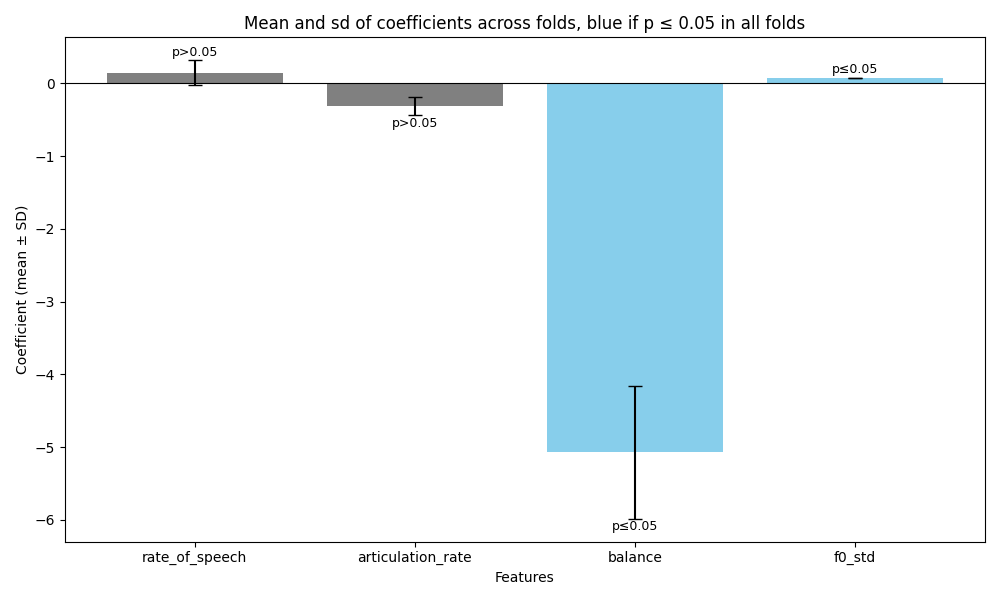 Mean and sd of coefficients across folds, blue if p ≤ 0.05 in all folds
Coefficient (mean ± SD)
0
−1
−2
−3
−4
−5
−6
p>0.05
p>0.05
p≤0.05
p≤0.05
rate_of_speech
articulation_rate
balance
f0_std
Features